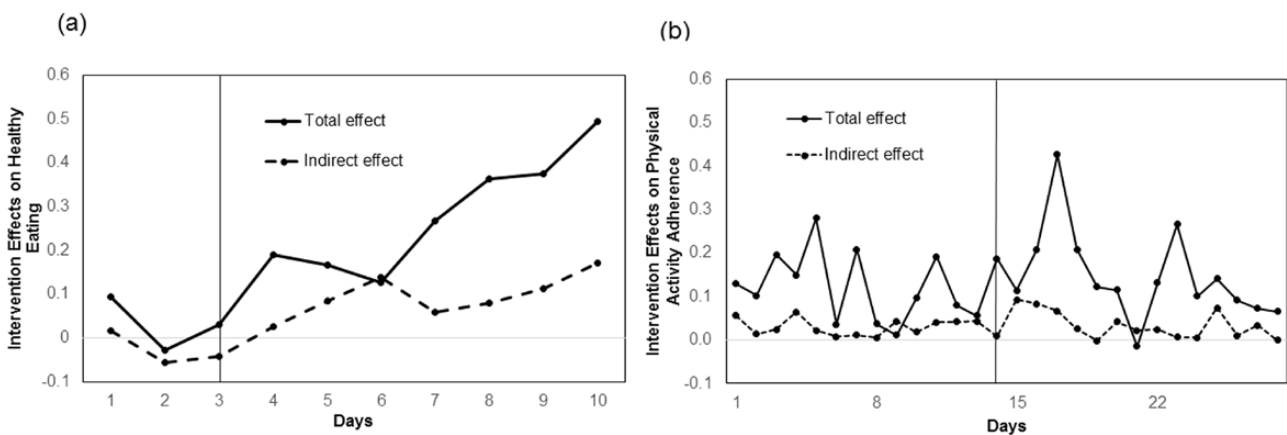 (a)
Intervention Effects on Healthy
Eating
0.6
0.5
0.4
0.3
0.2
0.1
0
-0.1
Total effect
Indirect effect
1 2 3 4 5 6 7 8 9 10
Days
(b)
Intervention Effects on Physical
Activity Adherence
0.6
0.5
0.4
0.3
0.2
0.1
0.0
-0.1
Total effect
Indirect effect
1 8 15 22
Days